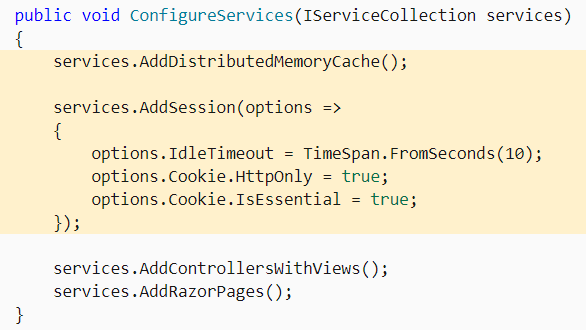 public void ConfigureServices(IServiceCollection services)
{
    services.AddDistributedMemoryCache();

    services.AddSession(options =>
    {
        options.IdleTimeout = TimeSpan.FromSeconds(10);
        options.Cookie.HttpOnly = true;
        options.Cookie.IsEssential = true;
    });

    services.AddControllersWithViews();
    services.AddRazorPages();
}